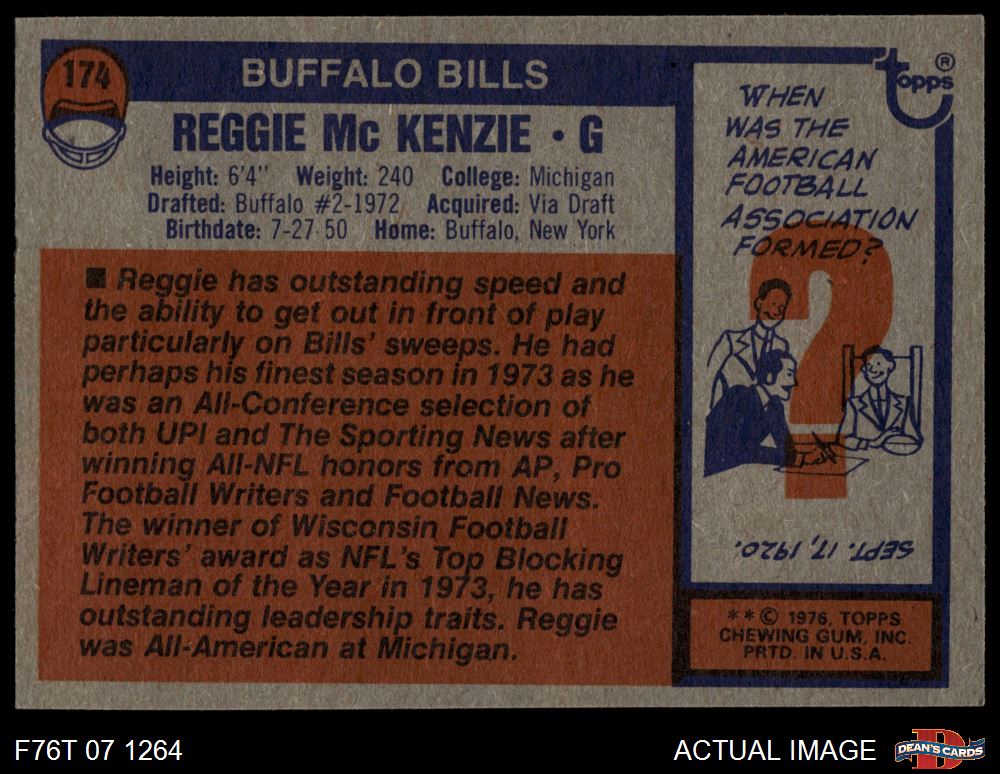 174
BUFFALO BILLS
REGGIE Mc KENZIE • G
Height: 6'4" Weight: 240 College: Michigan
Drafted: Buffalo #2-1972 Acquired: Via Draft
Birthdate: 7-27-50 Home: Buffalo, New York
■ Reggie has outstanding speed and
the ability to get out in front of play
particularly on Bills' sweeps. He had
perhaps his finest season in 1973 as he
was an All-Conference selection of
both UPI and The Sporting News after
winning All-NFL honors from AP, Pro
Football Writers and Football News.
The winner of Wisconsin Football
Writers' award as NFL's Top Blocking
Lineman of the Year in 1973, he has
outstanding leadership traits. Reggie
was All-American at Michigan.
Topps®
WHEN
WAS THE
AMERICAN
FOOTBALL
ASSOCIATION
FORMED?
?
SEPT. 17, 1920.
**© 1976, TOPPS
CHEWING GUM, INC.
PRTD. IN U.S.A.
F76T 07 1264
ACTUAL IMAGE
D
DEAN'S CARDS